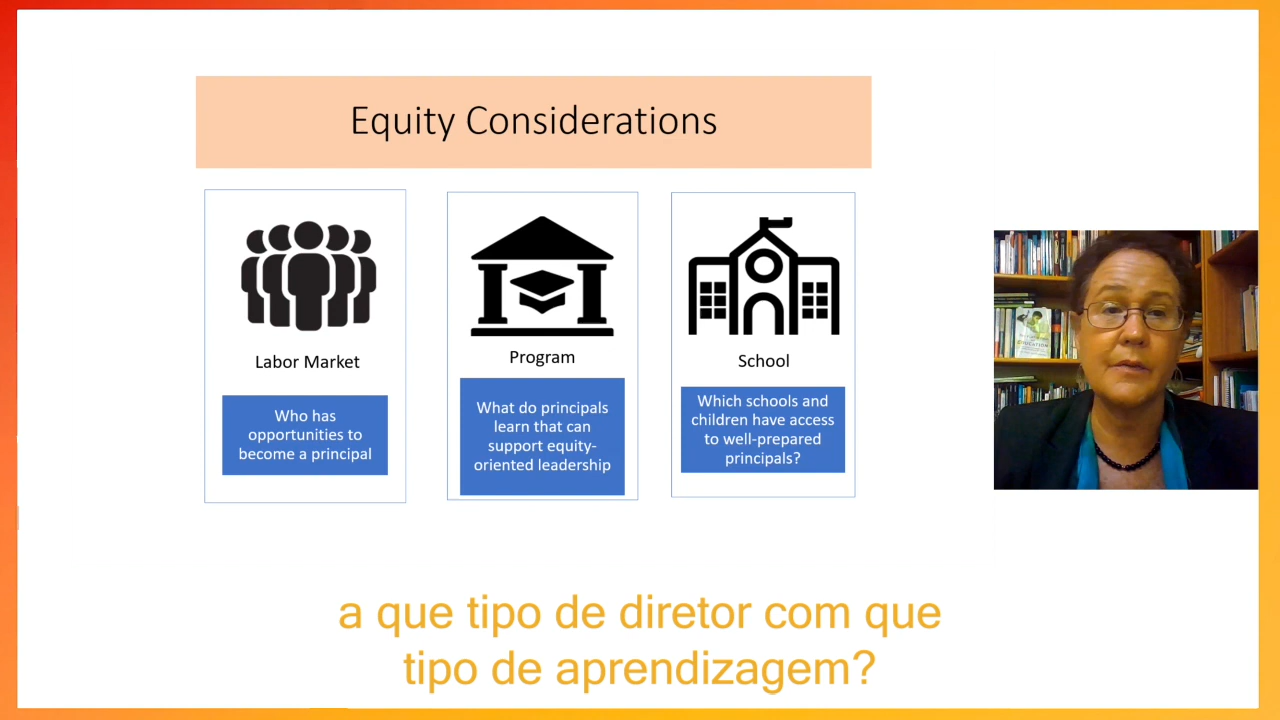 Equity Considerations
Labor Market
Who has
opportunities to
become a principal
Program
What do principals
learn that can
support equity-
oriented leadership
School
Which schools and
children have access
to well-prepared
principals?
a que tipo de diretor com que
tipo de aprendizagem?